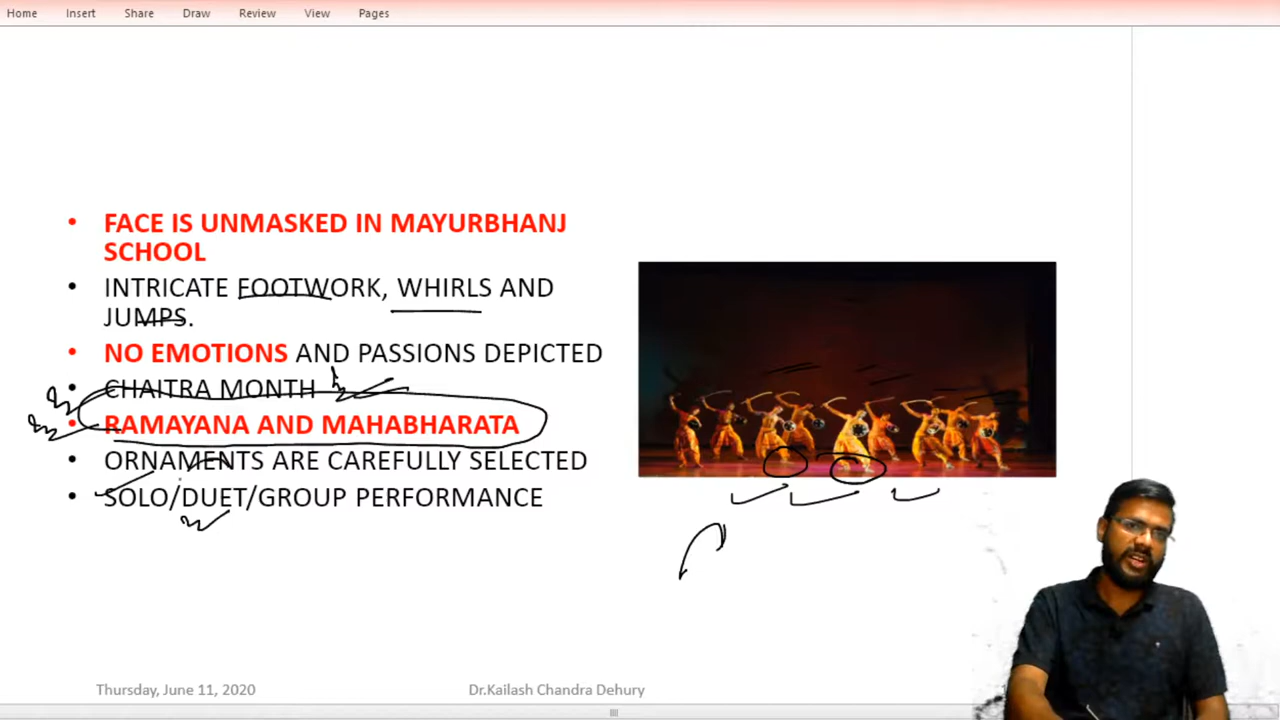 Home Insert Share Draw Review View Pages
• FACE IS UNMASKED IN MAYURBHANJ
SCHOOL
• INTRICATE FOOTWORK, WHIRLS AND
JUMPS.
• NO EMOTIONS AND PASSIONS DEPICTED
• CHAITRA MONTH
• RAMAYANA AND MAHABHARATA
• ORNAMENTS ARE CAREFULLY SELECTED
• SOLO/DUET/GROUP PERFORMANCE
Thursday, June 11, 2020 Dr.Kailash Chandra Dehury